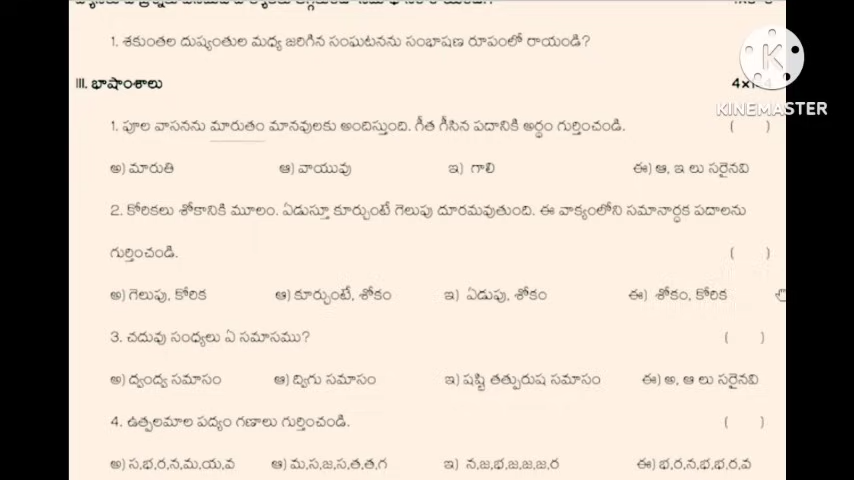 1. శకుంతల దుష్యంతుల మధ్య జరిగిన సంఘటనను సంభాషణ రూపంలో రాయండి?
III. భాషాంశాలు
KINEMASTER
1. పూల వాసనను మారుతం మానవులకు అందిస్తుంది. గీత గీసిన పదానికి అర్థం గుర్తించండి. ( )
అ) మారుతి ఆ) వాయువు ఇ) గాలి ఈ) ఆ, ఇ లు సరైనవి
2. కోరికలు శోకానికి మూలం. ఏడుస్తూ కూర్చుంటే గెలుపు దూరమవుతుంది. ఈ వాక్యంలోని సమానార్థక పదాలను
గుర్తించండి. ( )
అ) గెలుపు, కోరిక ఆ) కూర్చుంటే, శోకం ఇ) ఏడుపు, శోకం ఈ) శోకం, కోరిక
3. చదువు సంధ్యలు ఏ సమాసము? ( )
అ) ద్వంద్వ సమాసం ఆ) ద్విగు సమాసం ఇ) షష్ఠి తత్పురుష సమాసం ఈ) అ, ఆ లు సరైనవి
4. ఉత్పలమాల పద్యం గణాలు గుర్తించండి. ( )
అ) స,భ,ర,న,మ,య,వ ఆ) మ,స,జ,స,త,త,గ ఇ) న,జ,భ,జ,జ,జ,ర ఈ) భ,ర,న,భ,భ,ర,వ